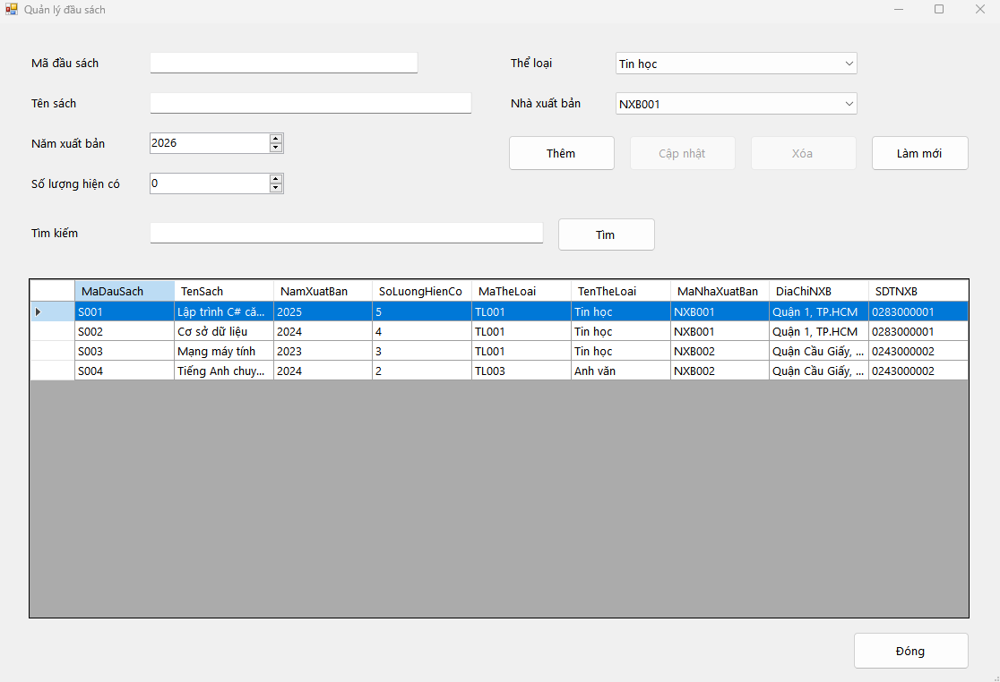 Quản lý đầu sách
Mã đầu sách
Thể loại Tin học
Tên sách
Nhà xuất bản NXB001
Năm xuất bản 2026
Thêm Cập nhật Xóa Làm mới
Số lượng hiện có 0
Tìm kiếm Tìm
MaDauSach TenSach NamXuatBan SoLuongHienCo MaTheLoai TenTheLoai MaNhaXuatBan DiaChiNXB SDTNXB
S001 Lập trình C# că... 2025 5 TL001 Tin học NXB001 Quận 1, TP.HCM 0283000001
S002 Cơ sở dữ liệu 2024 4 TL001 Tin học NXB001 Quận 1, TP.HCM 0283000001
S003 Mạng máy tính 2023 3 TL001 Tin học NXB002 Quận Cầu Giấy, ... 0243000002
S004 Tiếng Anh chuy... 2024 2 TL003 Anh văn NXB002 Quận Cầu Giấy, ... 0243000002
Đóng